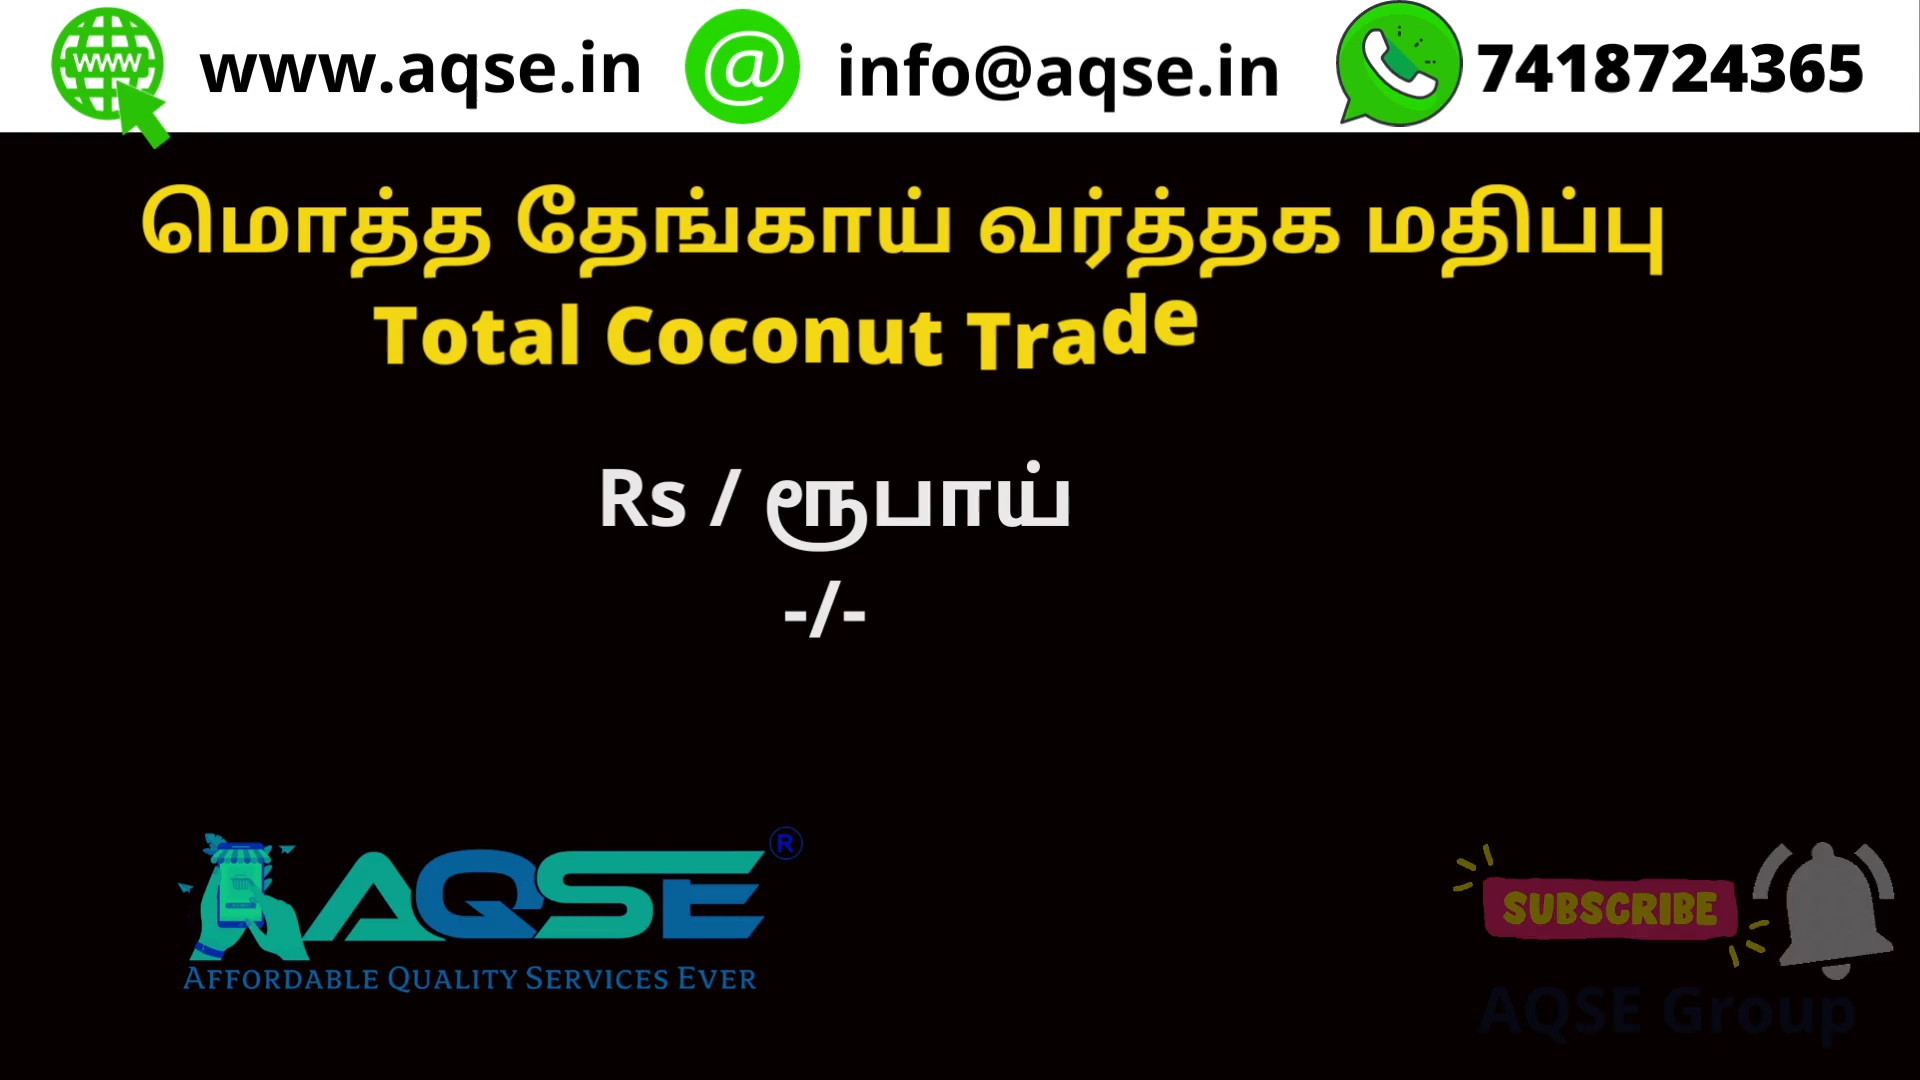 www.aqse.in
info@aqse.in
7418724365
மொத்த தேங்காய் வர்த்தக மதிப்பு
Total Coconut Trade
Rs / ரூபாய்
-/-
AQSE®
AFFORDABLE QUALITY SERVICES EVER
SUBSCRIBE
AQSE Group